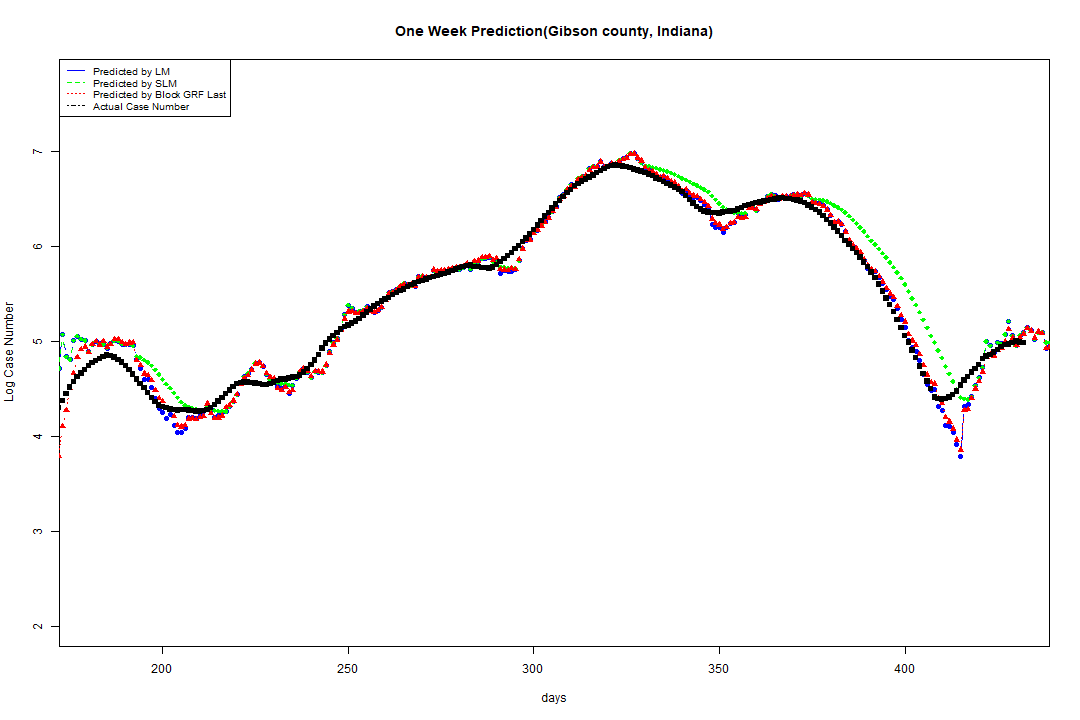 One Week Prediction(Gibson county, Indiana)
Predicted by LM
Predicted by SLM
Predicted by Block GRF Last
Actual Case Number
7
6
5
4
3
2
Log Case Number
200 250 300 350 400
days